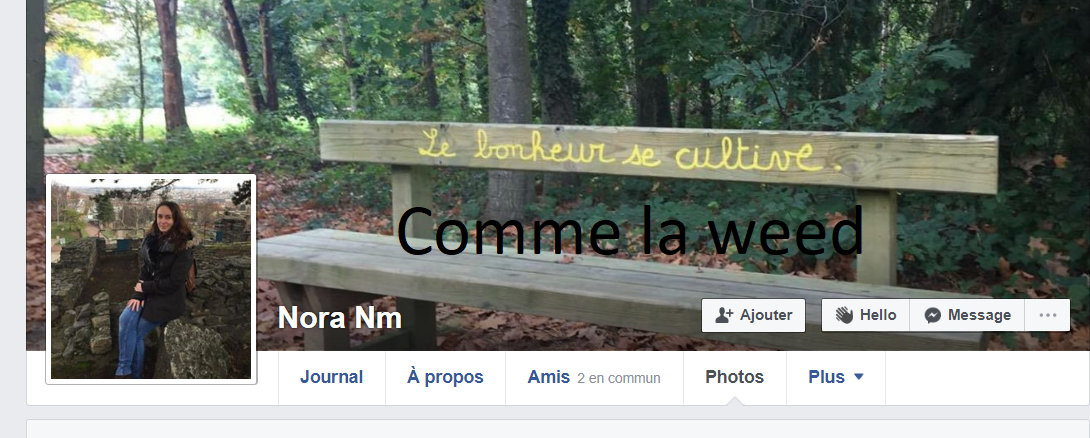 Le bonheur se cultive.
Comme la weed
Nora Nm
Ajouter
Hello
Message
Journal
À propos
Amis 2 en commun
Photos
Plus